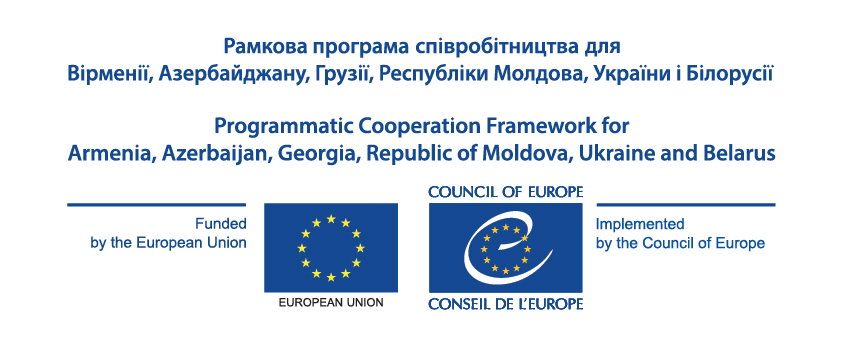 Рамкова програма співробітництва для
Вірменії, Азербайджану, Грузії, Республіки Молдова, України і Білорусії
Programmatic Cooperation Framework for
Armenia, Azerbaijan, Georgia, Republic of Moldova, Ukraine and Belarus
Funded
by the European Union
EUROPEAN UNION
COUNCIL OF EUROPE
CONSEIL DE L'EUROPE
Implemented
by the Council of Europe